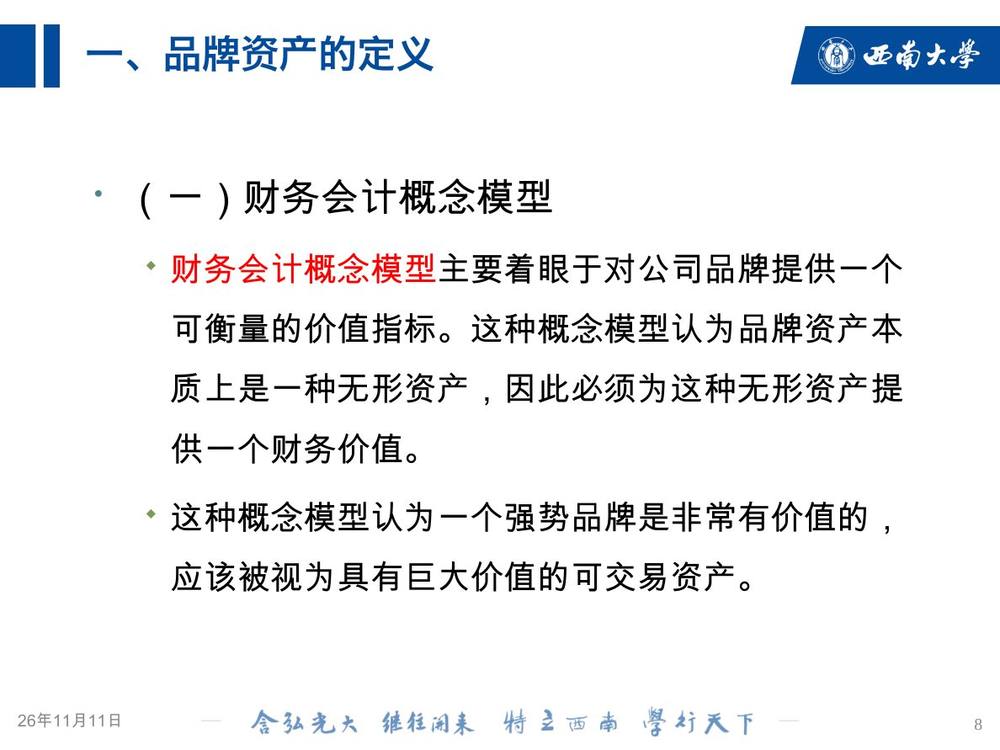 一、品牌资产的定义
西南大学
（一）财务会计概念模型
财务会计概念模型主要着眼于对公司品牌提供一个
可衡量的价值指标。这种概念模型认为品牌资产本
质上是一种无形资产，因此必须为这种无形资产提
供一个财务价值。
这种概念模型认为一个强势品牌是非常有价值的，
应该被视为具有巨大价值的可交易资产。
26年11月11日
含弘光大 继往开来 特立西南 學行天下
8